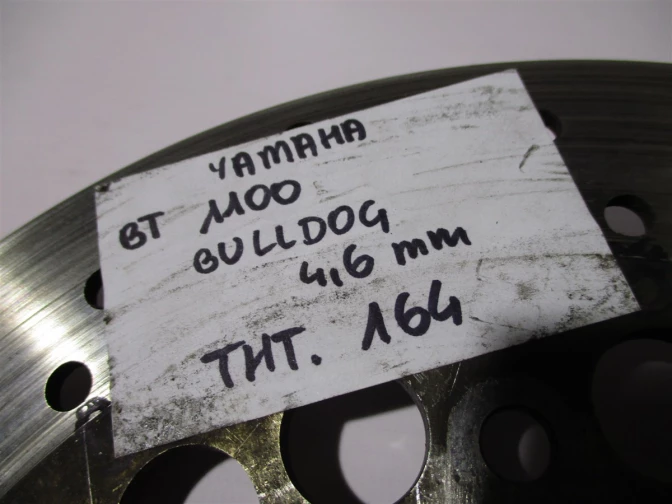 YAMAHA
BT 1100
BULLDOG
4,6 mm
THT. 164